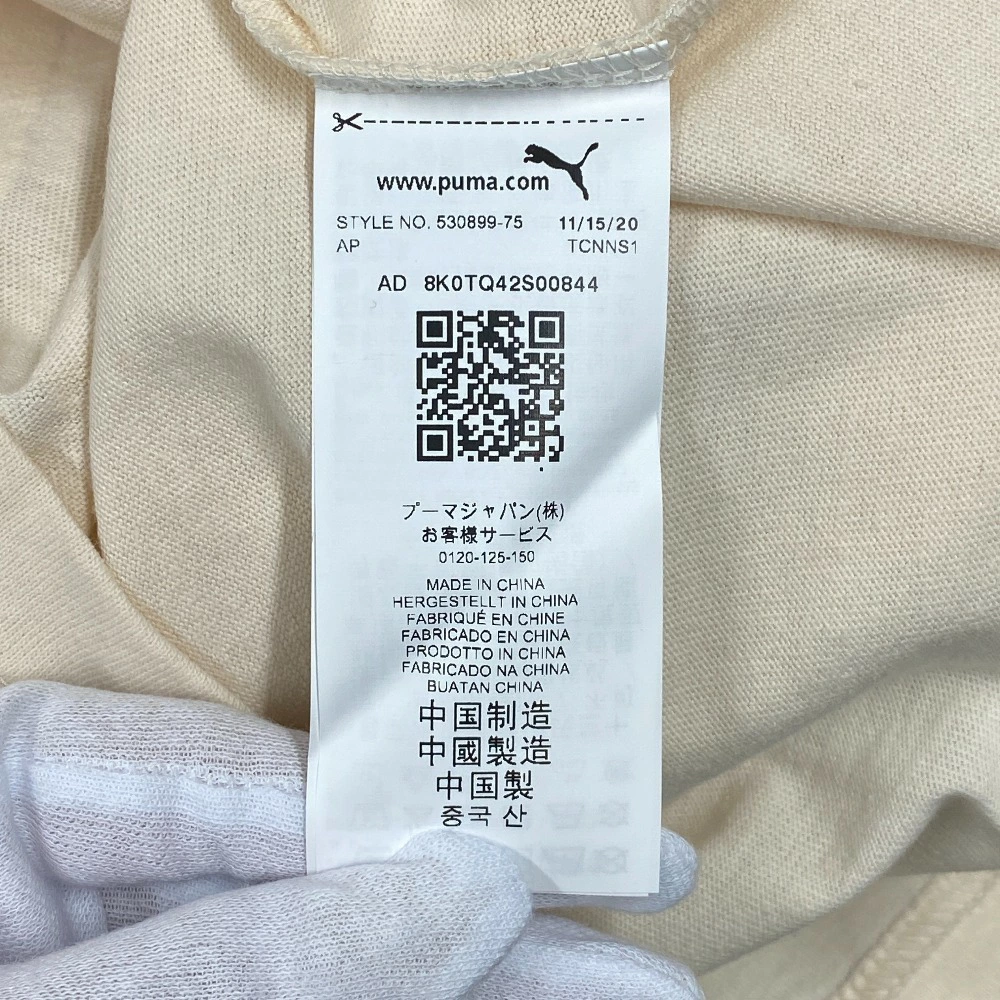 www.puma.com
STYLE NO. 530899-75 11/15/20
AP TCNNS1
AD 8K0TQ42S00844
プーマジャパン(株)
お客様サービス
0120-125-150
MADE IN CHINA
HERGESTELLT IN CHINA
FABRIQUÉ EN CHINE
FABRICADO EN CHINA
PRODOTTO IN CHINA
FABRICADO NA CHINA
BUATAN CHINA
中国制造
中國製造
中国製
중국 산